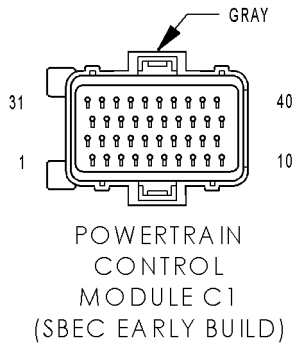 GRAY
31 40
1 10
POWERTRAIN
CONTROL
MODULE C1
(SBEC EARLY BUILD)